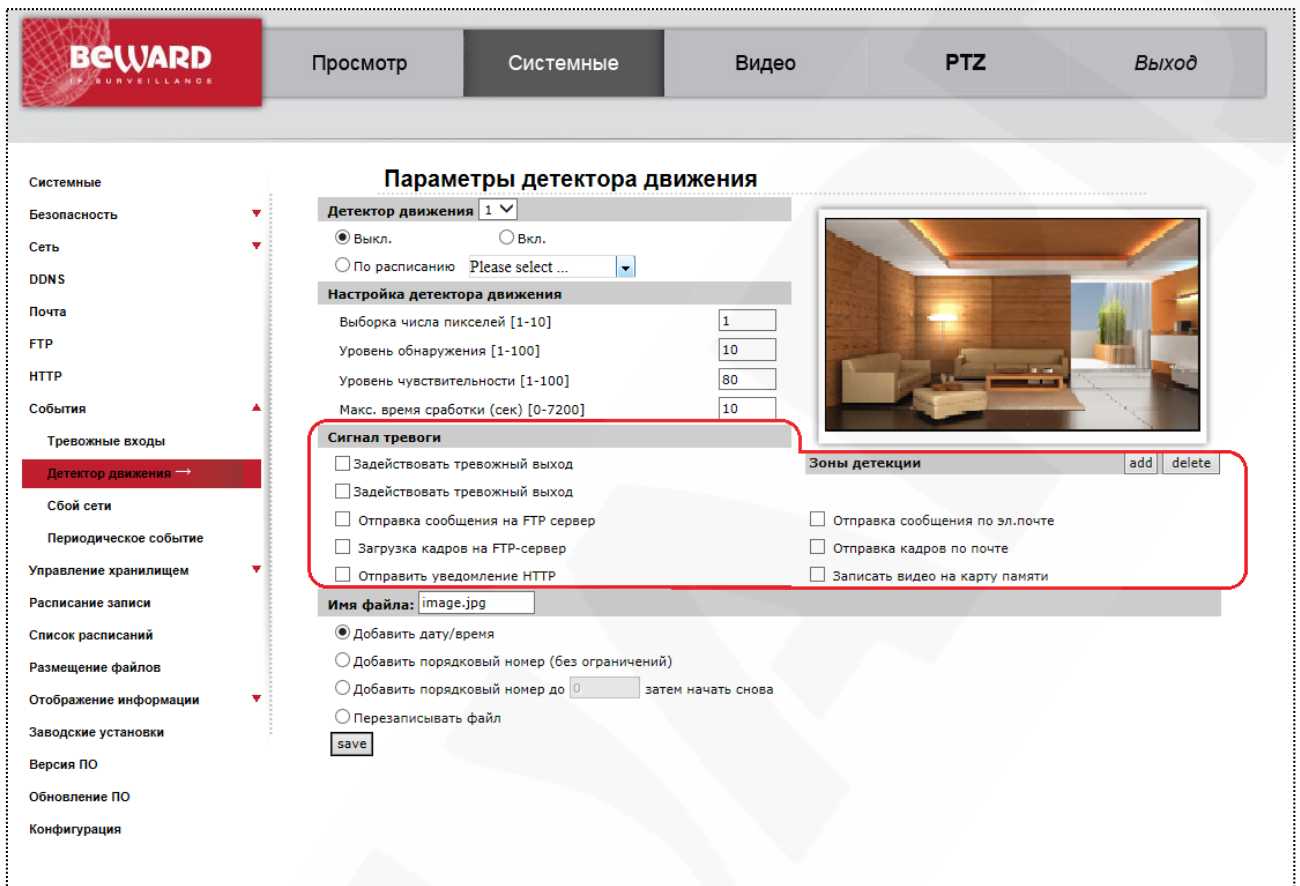 BEWARD
IP SURVEILLANCE
Просмотр
Системные
Видео
PTZ
Выход
Системные
Безопасность
Сеть
DDNS
Почта
FTP
HTTP
События
Тревожные входы
Детектор движения →
Сбой сети
Периодическое событие
Управление хранилищем
Расписание записи
Список расписаний
Размещение файлов
Отображение информации
Заводские установки
Версия ПО
Обновление ПО
Конфигурация
Параметры детектора движения
Детектор движения 1
Выкл. Вкл.
По расписанию Please select ...
Настройка детектора движения
Выборка числа пикселей [1-10] 1
Уровень обнаружения [1-100] 10
Уровень чувствительности [1-100] 80
Макс. время сработки (сек) [0-7200] 10
Сигнал тревоги
Задействовать тревожный выход
Зоны детекции add delete
Задействовать тревожный выход
Отправка сообщения на FTP сервер
Отправка сообщения по эл.почте
Загрузка кадров на FTP-сервер
Отправка кадров по почте
Отправить уведомление HTTP
Записать видео на карту памяти
Имя файла: image.jpg
Добавить дату/время
Добавить порядковый номер (без ограничений)
Добавить порядковый номер до 0 затем начать снова
Перезаписывать файл
save